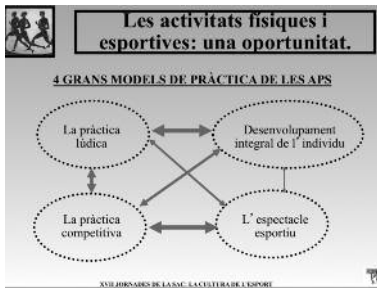 Les activitats físiques i
esportives: una oportunitat.
4 GRANS MODELS DE PRÀCTICA DE LES APS
La pràctica
lúdica
Desenvolupament
integral de l'individu
La pràctica
competitiva
L'espectacle
esportiu
XVII JORNADES DE LA SAC. LA CULTURA DE L'ESPORT